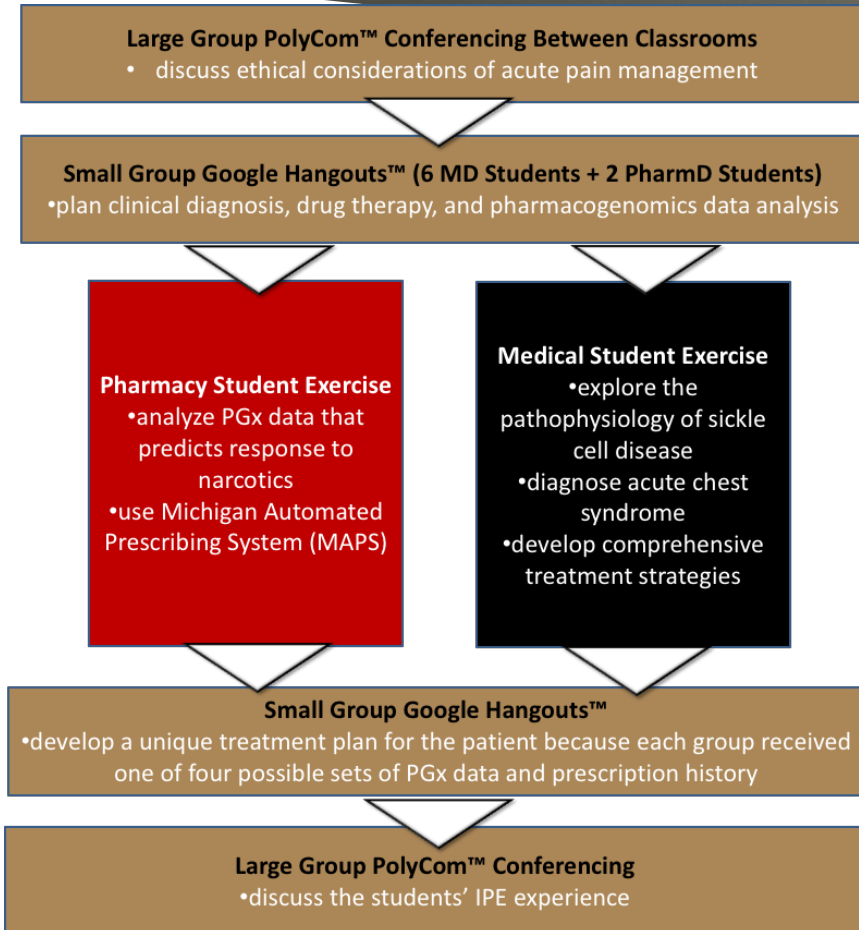 Large Group PolyCom™ Conferencing Between Classrooms
• discuss ethical considerations of acute pain management
Small Group Google Hangouts™ (6 MD Students + 2 PharmD Students)
•plan clinical diagnosis, drug therapy, and pharmacogenomics data analysis
Pharmacy Student Exercise
•analyze PGx data that
predicts response to
narcotics
•use Michigan Automated
Prescribing System (MAPS)
Medical Student Exercise
•explore the
pathophysiology of sickle
cell disease
•diagnose acute chest
syndrome
•develop comprehensive
treatment strategies
Small Group Google Hangouts™
•develop a unique treatment plan for the patient because each group received
one of four possible sets of PGx data and prescription history
Large Group PolyCom™ Conferencing
•discuss the students’ IPE experience